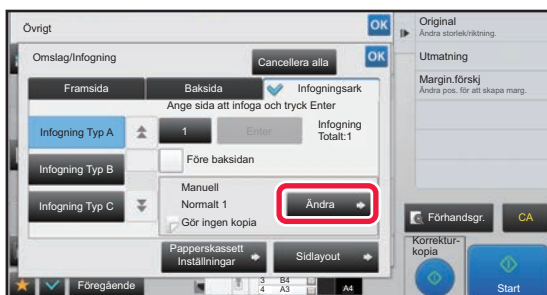 Övrigt
OK
Omslag/Infogning
Cancellera alla
OK
Framsida
Baksida
Infogningsark
Ange sida att infoga och tryck Enter
Infogning Typ A
1
Enter
Infogning
Totalt:1
Infogning Typ B
Före baksidan
Infogning Typ C
Manuell
Normalt 1
Gör ingen kopia
Ändra
Papperskassett
Inställningar
Sidlayout
Föregående
3 B4
4 A3
A4
Original
Ändra storlek/riktning.
Utmatning
Margin.förskj
Ändra pos. för att skapa marg.
Förhandsgr.
CA
Korrektur-
kopia
Start